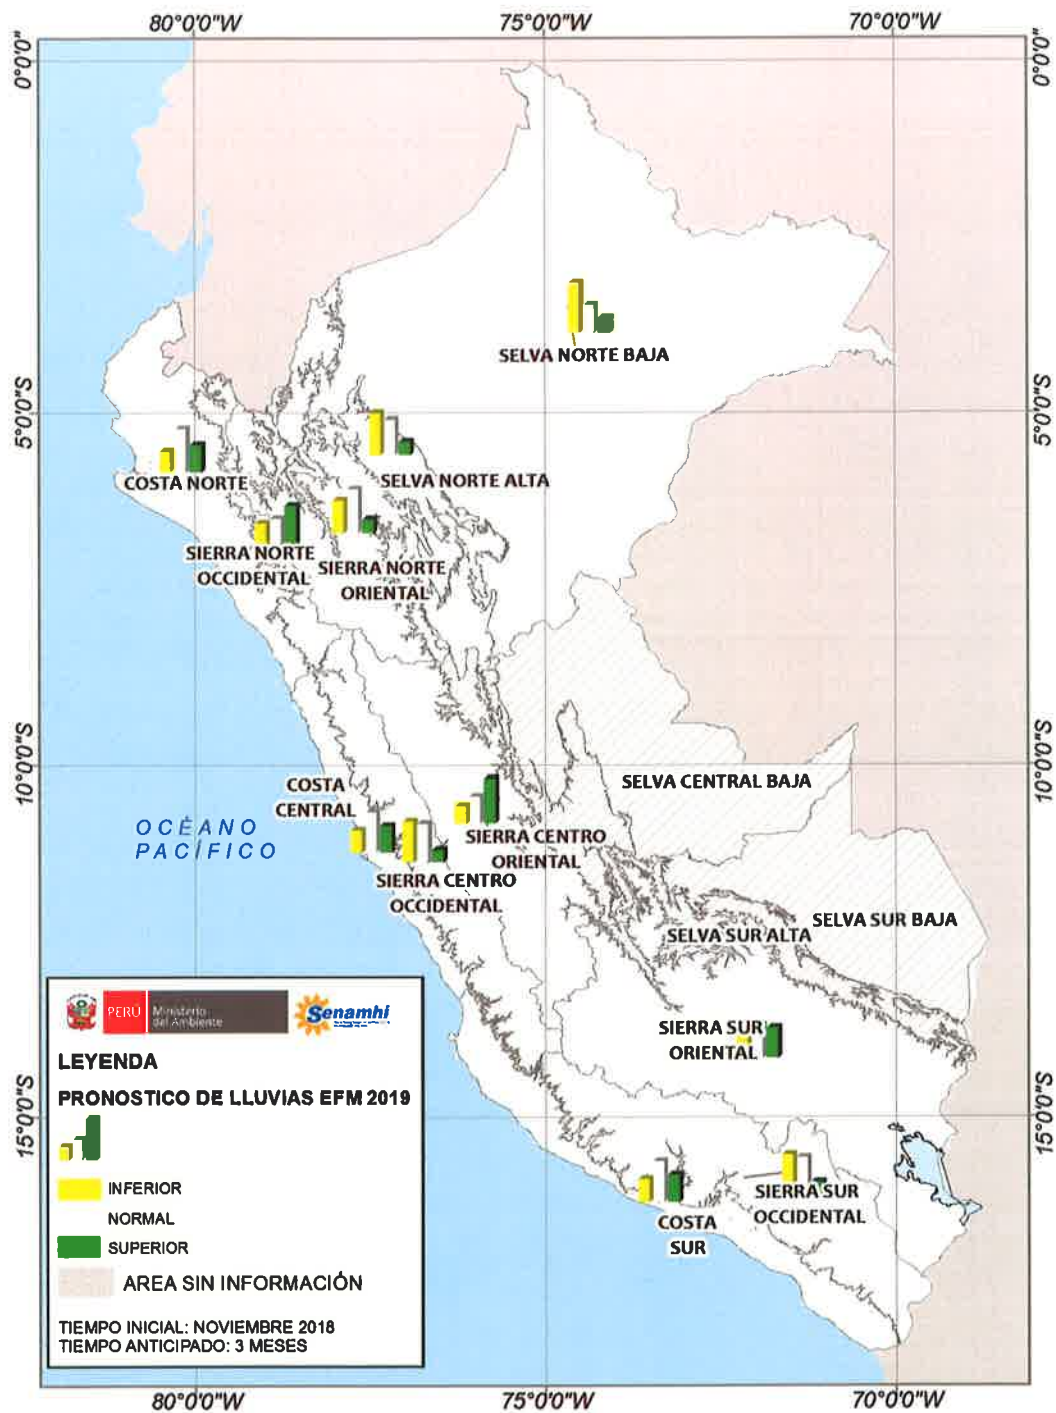 80°0'0"W 75°0'0"W 70°0'0"W
0°0'0" 0°0'0"
SELVA NORTE BAJA
5°0'0"S 5°0'0"S
COSTA NORTE
SELVA NORTE ALTA
SIERRA NORTE
OCCIDENTAL
SIERRA NORTE
ORIENTAL
10°0'0"S 10°0'0"S
SELVA CENTRAL BAJA
COSTA
CENTRAL
OCÉANO
PACÍFICO
SIERRA CENTRO
ORIENTAL
SIERRA CENTRO
OCCIDENTAL
SELVA SUR BAJA
SELVA SUR ALTA
SIERRA SUR
ORIENTAL
15°0'0"S 15°0'0"S
SIERRA SUR
OCCIDENTAL
COSTA
SUR
PERÚ
Ministerio
del Ambiente
Senamhi
LEYENDA
PRONOSTICO DE LLUVIAS EFM 2019
INFERIOR
NORMAL
SUPERIOR
AREA SIN INFORMACIÓN
TIEMPO INICIAL: NOVIEMBRE 2018
TIEMPO ANTICIPADO: 3 MESES
80°0'0"W 75°0'0"W 70°0'0"W